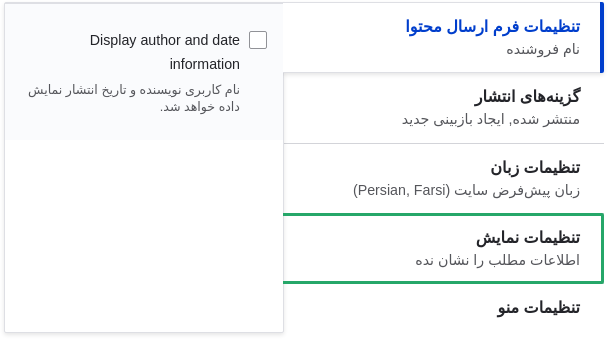 تنظیمات فرم ارسال محتوا
نام فروشنده
گزینه‌های انتشار
منتشر شده, ایجاد بازبینی جدید
تنظیمات زبان
زبان پیش‌فرض سایت (Persian, Farsi)
تنظیمات نمایش
اطلاعات مطلب را نشان نده
تنظیمات منو
Display author and date
information
نام کاربری نویسنده و تاریخ انتشار نمایش
داده خواهد شد.